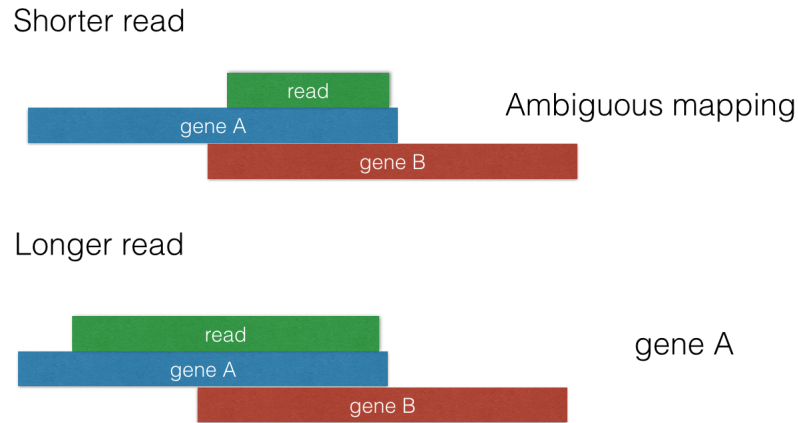 Shorter read
read
gene A
Ambiguous mapping
gene B
Longer read
read
gene A
gene A
gene B